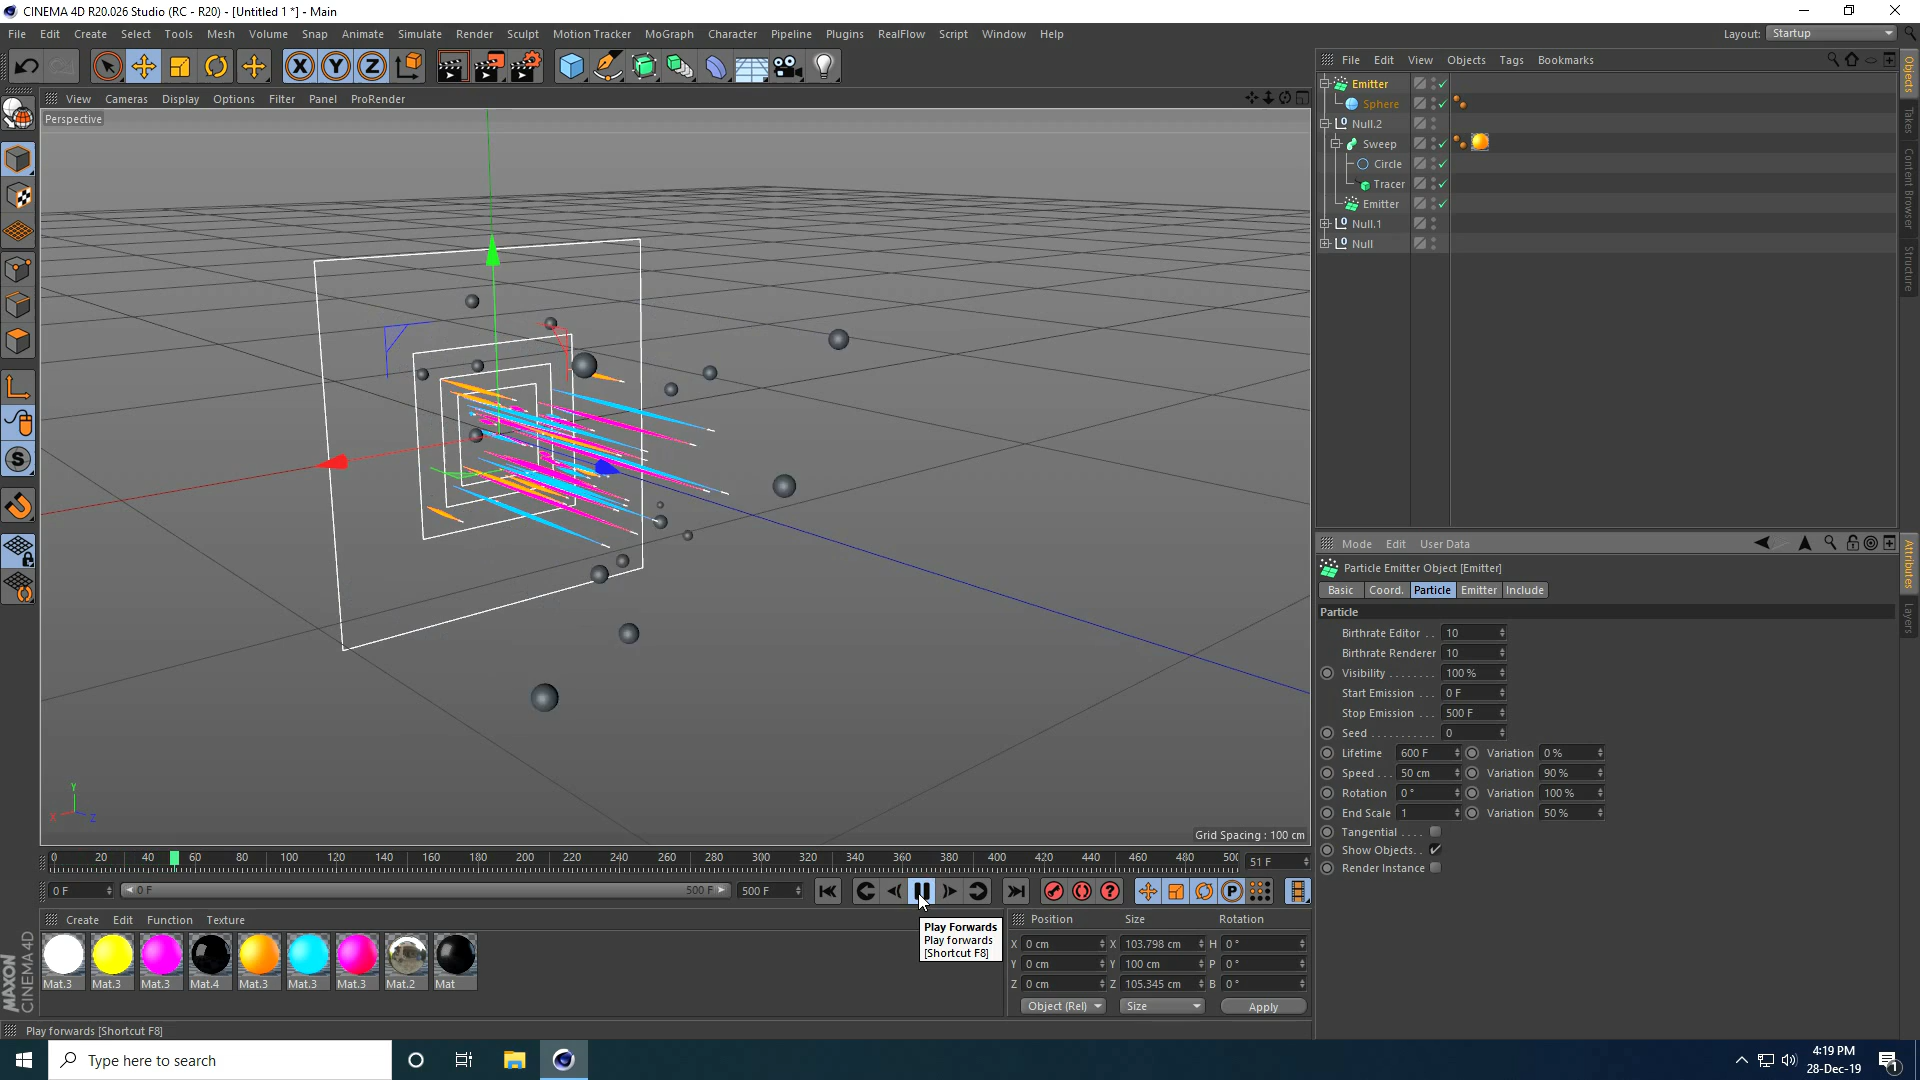 CINEMA 4D R20.026 Studio (RC - R20) - [Untitled 1 *] - Main
File Edit Create Select Tools Mesh Volume Snap Animate Simulate Render Sculpt Motion Tracker MoGraph Character Pipeline Plugins RealFlow Script Window Help
Layout: Startup
View Cameras Display Options Filter Panel ProRender
Perspective
File Edit View Objects Tags Bookmarks
Emitter
Sphere
Null.2
Sweep
Circle
Tracer
Emitter
Null.1
Null
Objects
Takes
Content Browser
Structure
Mode Edit User Data
Particle Emitter Object [Emitter]
Basic Coord. Particle Emitter Include
Particle
Birthrate Editor . . 10
Birthrate Renderer 10
Visibility . . . . . . . . 100 %
Start Emission . . . 0 F
Stop Emission . . . 500 F
Seed . . . . . . . . . . . 0
Lifetime 600 F Variation 0 %
Speed . . . 50 cm Variation 90 %
Rotation 0 ° Variation 100 %
End Scale 1 Variation 50 %
Tangential . . . .
Show Objects. .
Render Instance
Attributes
Layers
Y
X
Z
Grid Spacing : 100 cm
0 20 40 60 80 100 120 140 160 180 200 220 240 260 280 300 320 340 360 380 400 420 440 460 480 500
51 F
0 F 0 F 500 F 500 F
Play Forwards
Play forwards
[Shortcut F8]
Create Edit Function Texture
Mat.3 Mat.3 Mat.3 Mat.4 Mat.3 Mat.3 Mat.3 Mat.2 Mat
Position Size Rotation
X 0 cm X 103.798 cm H 0 °
Y 0 cm Y 100 cm P 0 °
Z 0 cm Z 105.345 cm B 0 °
Object (Rel) Size Apply
MAXON
CINEMA 4D
Play forwards [Shortcut F8]
Type here to search
4:19 PM
28-Dec-19
1